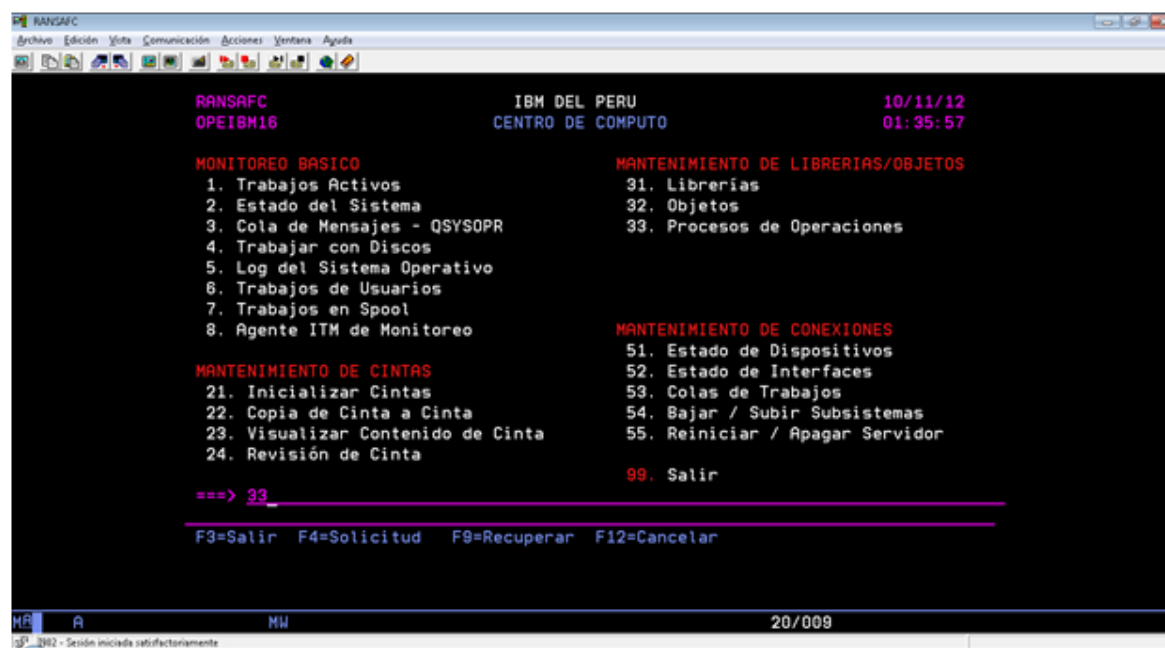 RANSAFC
Archivo Edición Vista Comunicación Acciones Ventana Ayuda
RANSAFC IBM DEL PERU 10/11/12
OPEIBM16 CENTRO DE COMPUTO 01:35:57
MONITOREO BASICO MANTENIMIENTO DE LIBRERIAS/OBJETOS
1. Trabajos Activos 31. Librerías
2. Estado del Sistema 32. Objetos
3. Cola de Mensajes - QSYSOPR 33. Procesos de Operaciones
4. Trabajar con Discos
5. Log del Sistema Operativo
6. Trabajos de Usuarios
7. Trabajos en Spool
8. Agente ITM de Monitoreo MANTENIMIENTO DE CONEXIONES
51. Estado de Dispositivos
MANTENIMIENTO DE CINTAS 52. Estado de Interfaces
21. Inicializar Cintas 53. Colas de Trabajos
22. Copia de Cinta a Cinta 54. Bajar / Subir Subsistemas
23. Visualizar Contenido de Cinta 55. Reiniciar / Apagar Servidor
24. Revisión de Cinta
99. Salir
===> 33
F3=Salir F4=Solicitud F9=Recuperar F12=Cancelar
MA A MW 20/009
I902 - Sesión iniciada satisfactoriamente